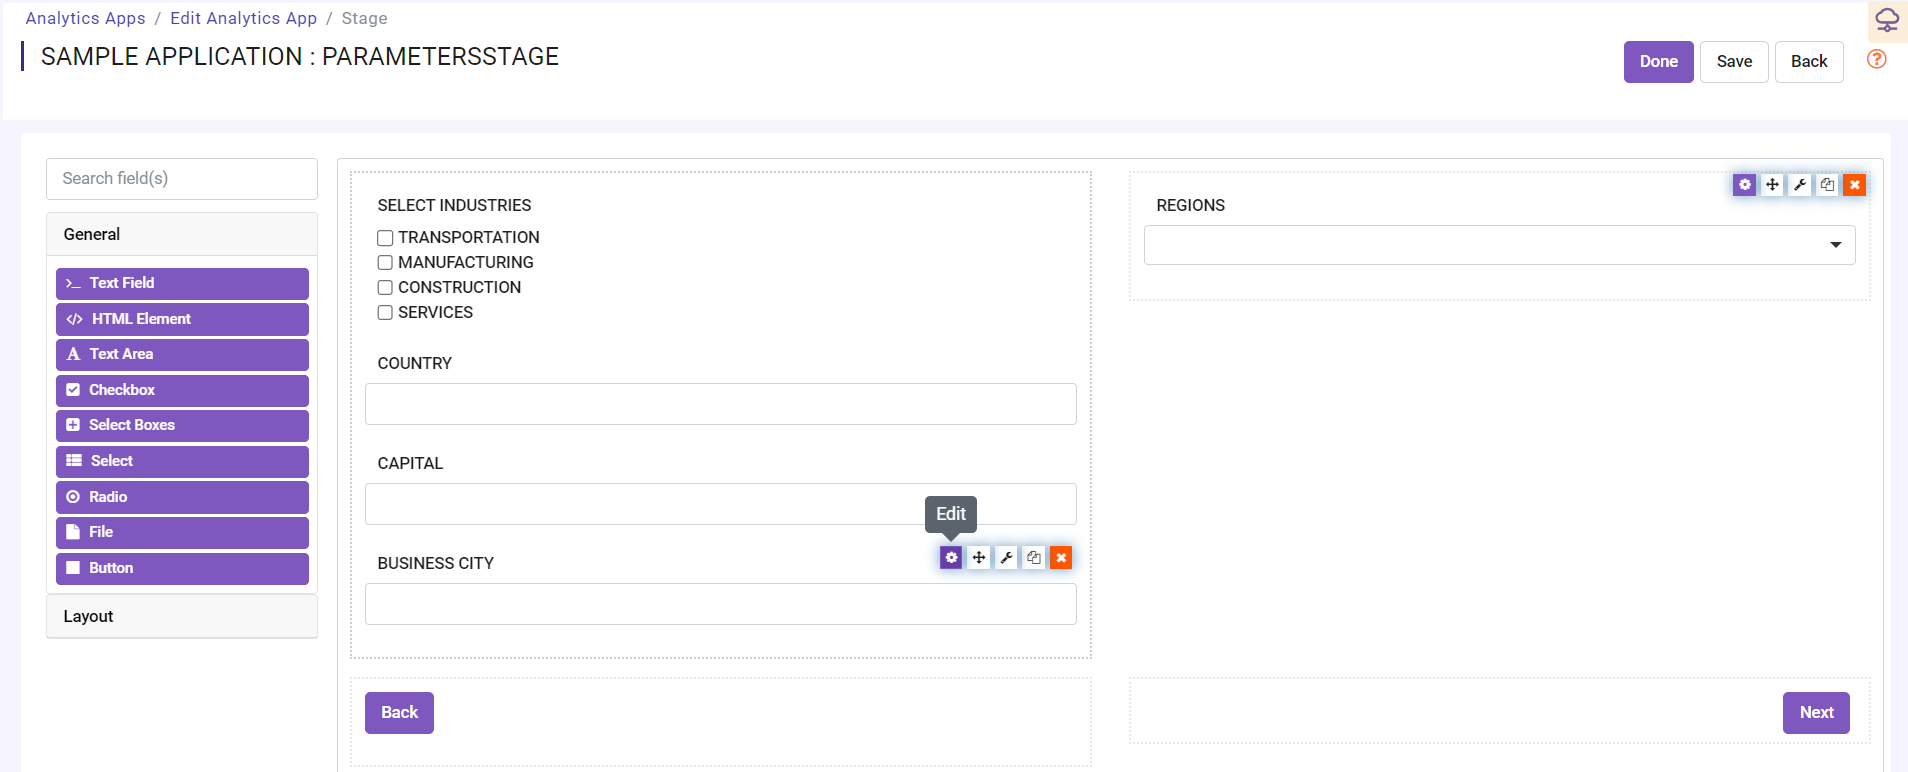 Analytics Apps / Edit Analytics App / Stage
SAMPLE APPLICATION : PARAMETERSSTAGE
Done
Save
Back
Search field(s)
General
Text Field
HTML Element
Text Area
Checkbox
Select Boxes
Select
Radio
File
Button
Layout
SELECT INDUSTRIES
TRANSPORTATION
MANUFACTURING
CONSTRUCTION
SERVICES
COUNTRY
CAPITAL
Edit
BUSINESS CITY
REGIONS
Back
Next